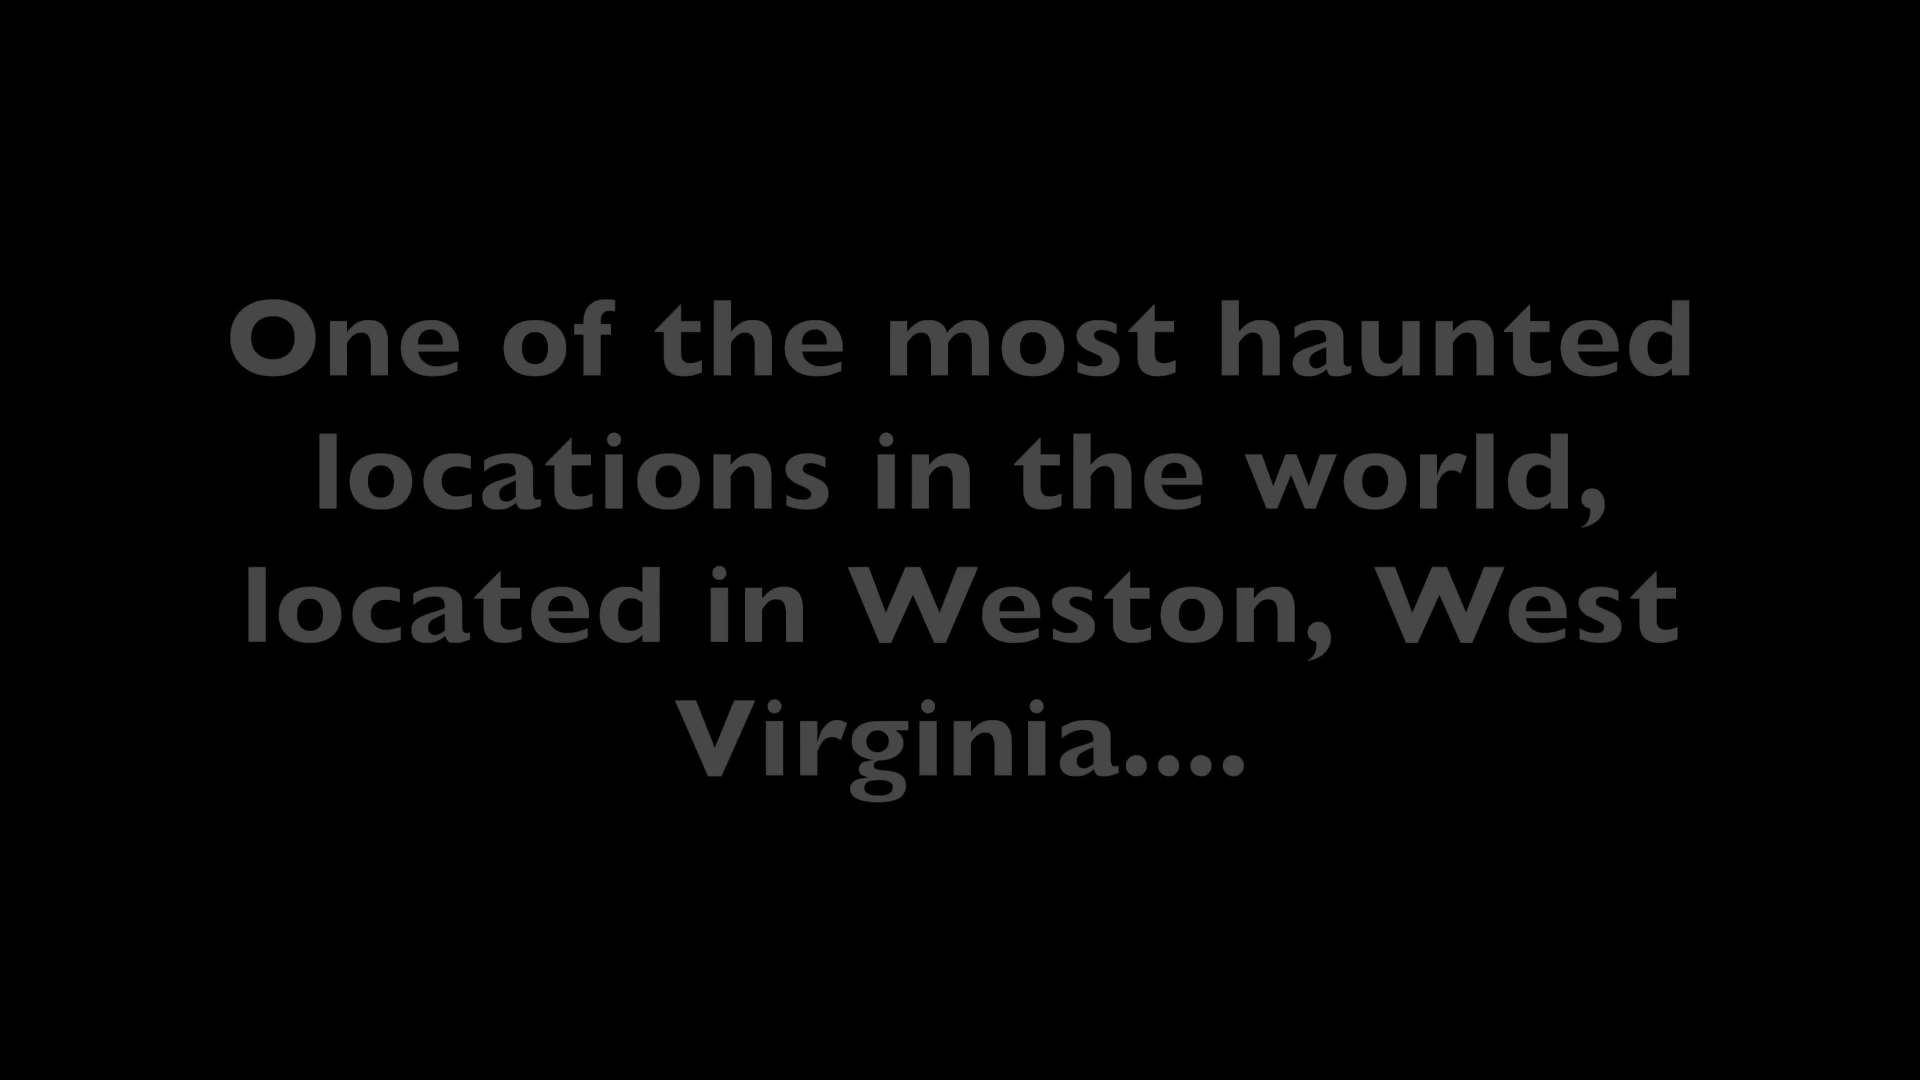 One of the most haunted
locations in the world,
located in Weston, West
Virginia....